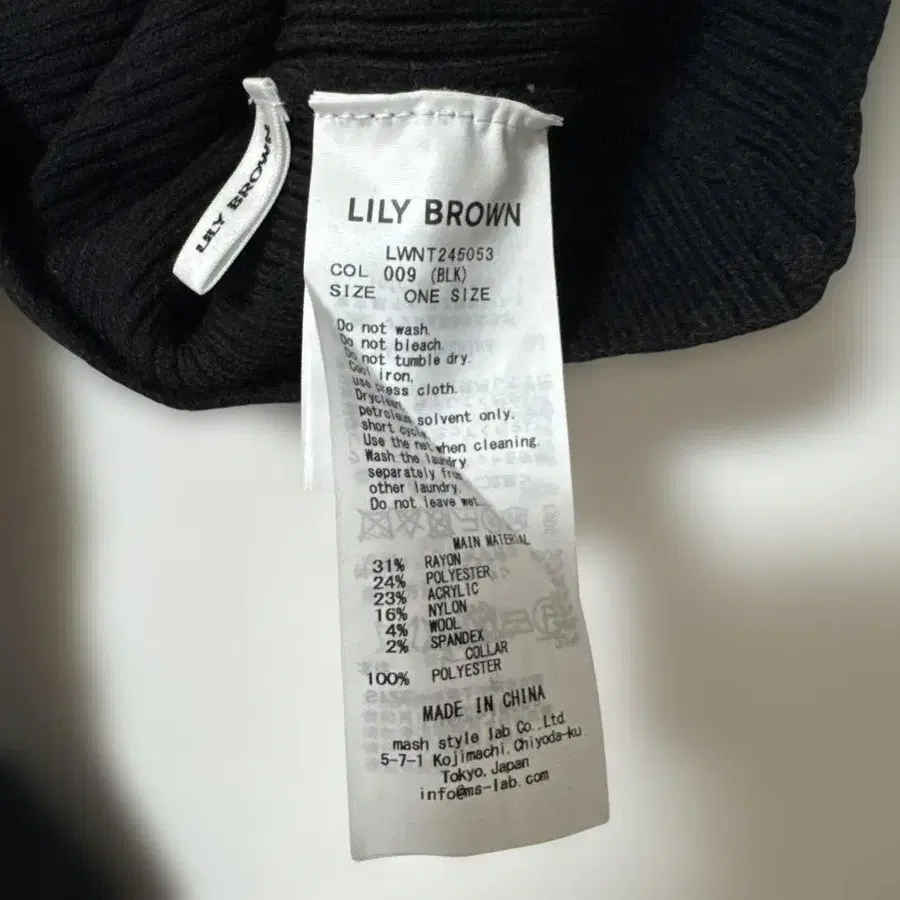 LILY BROWN
LILY BROWN
LWNT245053
COL 009 (BLK)
SIZE ONE SIZE
Do not wash.
Do not bleach.
Do not tumble dry.
Cool iron,
use press cloth.
Dryclean
petroleum solvent only.
short cycle
Use the net when cleaning.
Wash the laundry
separately from
other laundry.
Do not leave wet.
MAIN MATERIAL
31% RAYON
24% POLYESTER
23% ACRYLIC
16% NYLON
4% WOOL
2% SPANDEX
COLLAR
100% POLYESTER
MADE IN CHINA
mash style lab Co.,Ltd
5-7-1 Kojimachi, Chiyoda-ku
Tokyo, Japan
info@ms-lab.com